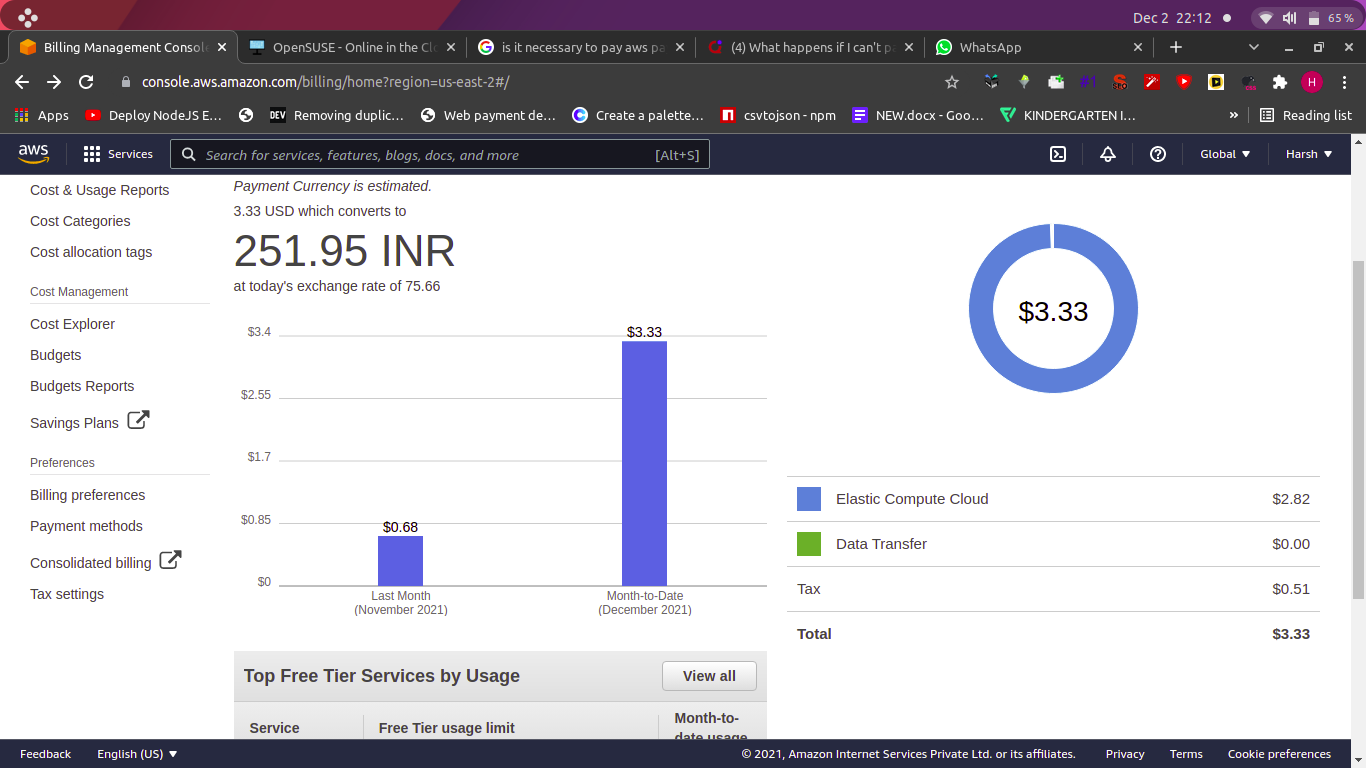 Dec 2 22:12
65 %
Billing Management Consol
OpenSUSE - Online in the Cl
is it necessary to pay aws pa
(4) What happens if I can't p
WhatsApp
console.aws.amazon.com/billing/home?region=us-east-2#/
#1
H
Apps
Deploy NodeJS E...
DEV Removing duplic...
Web payment de...
Create a palette...
csvtojson - npm
NEW.docx - Goo...
KINDERGARTEN I...
»
Reading list
aws
Services
Search for services, features, blogs, docs, and more
[Alt+S]
Global
Harsh
Cost & Usage Reports
Cost Categories
Cost allocation tags
Cost Management
Cost Explorer
Budgets
Budgets Reports
Savings Plans
Preferences
Billing preferences
Payment methods
Consolidated billing
Tax settings
Payment Currency is estimated.
3.33 USD which converts to
251.95 INR
at today's exchange rate of 75.66
$3.4
$2.55
$1.7
$0.85
$0
$0.68
$3.33
Last Month
(November 2021)
Month-to-Date
(December 2021)
$3.33
Elastic Compute Cloud $2.82
Data Transfer $0.00
Tax $0.51
Total $3.33
Top Free Tier Services by Usage
View all
Service
Free Tier usage limit
Month-to-
date usage
Feedback
English (US)
© 2021, Amazon Internet Services Private Ltd. or its affiliates.
Privacy
Terms
Cookie preferences